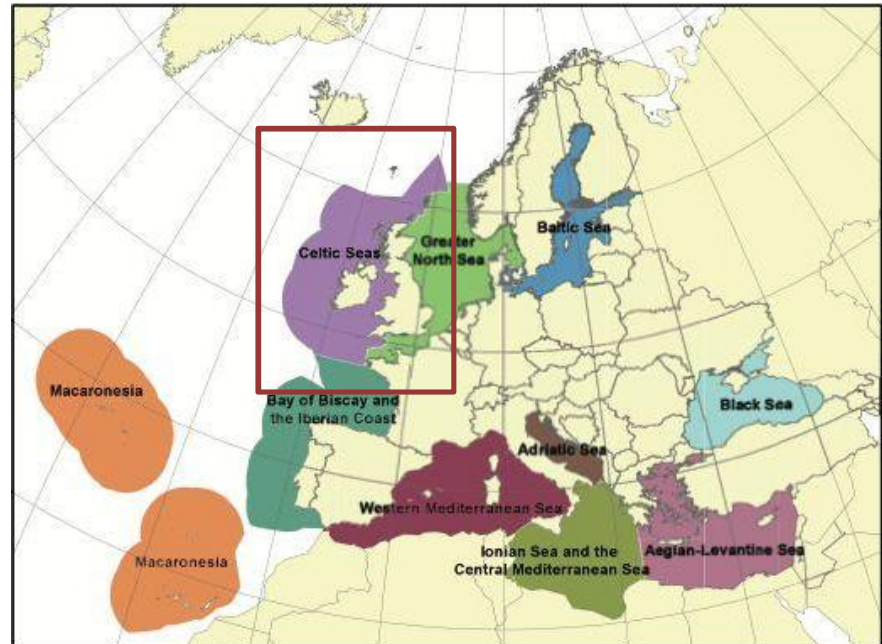 Celtic Seas
Greater
North Sea
Baltic Sea
Macaronesia
Bay of Biscay and
the Iberian Coast
Black Sea
Adriatic Sea
Western Mediterranean Sea
Ionian Sea and the
Central Mediterranean Sea
Aegian-Levantine Sea
Macaronesia